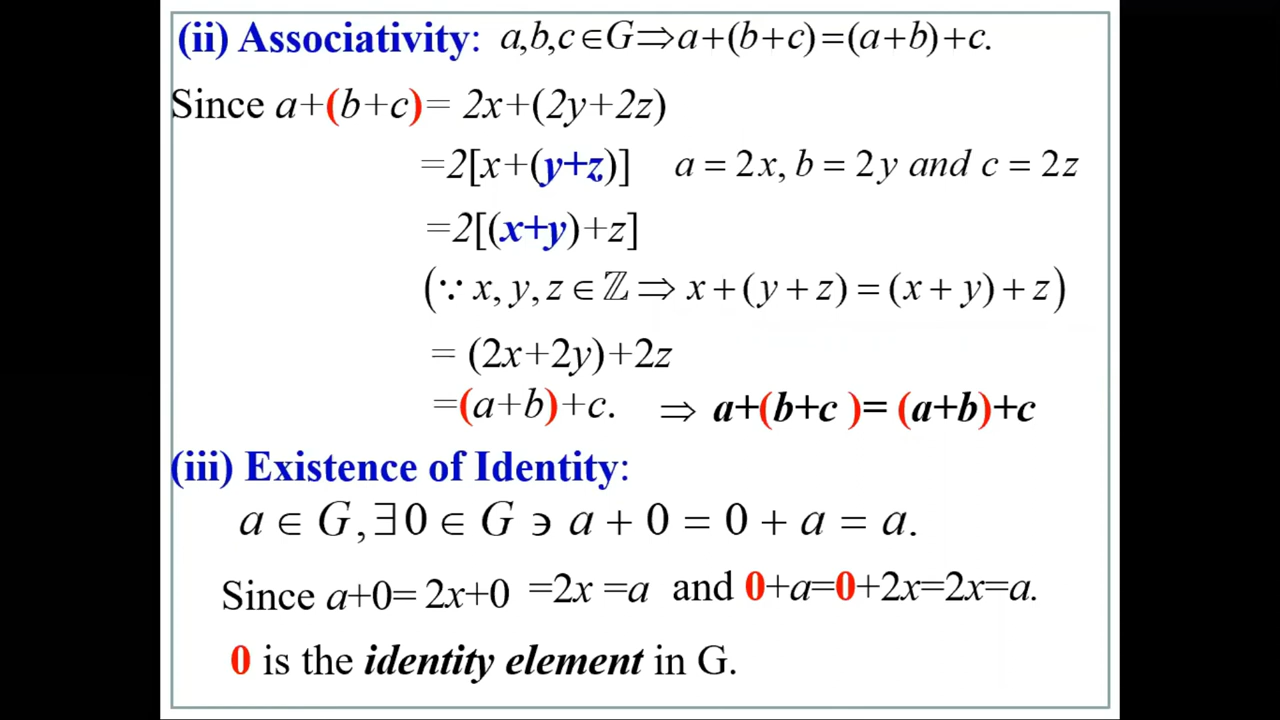 (ii) Associativity: a,b,c∈G⇒a+(b+c)=(a+b)+c.
Since a+(b+c)= 2x+(2y+2z)
=2[x+(y+z)] a = 2x, b = 2y and c = 2z
=2[(x+y)+z]
(∵ x, y, z ∈ ℤ ⇒ x + (y + z) = (x + y) + z)
= (2x+2y)+2z
=(a+b)+c. ⇒ a+(b+c )= (a+b)+c
(iii) Existence of Identity:
a ∈ G, ∃ 0 ∈ G ∋ a + 0 = 0 + a = a.
Since a+0= 2x+0 =2x =a and 0+a=0+2x=2x=a.
0 is the identity element in G.